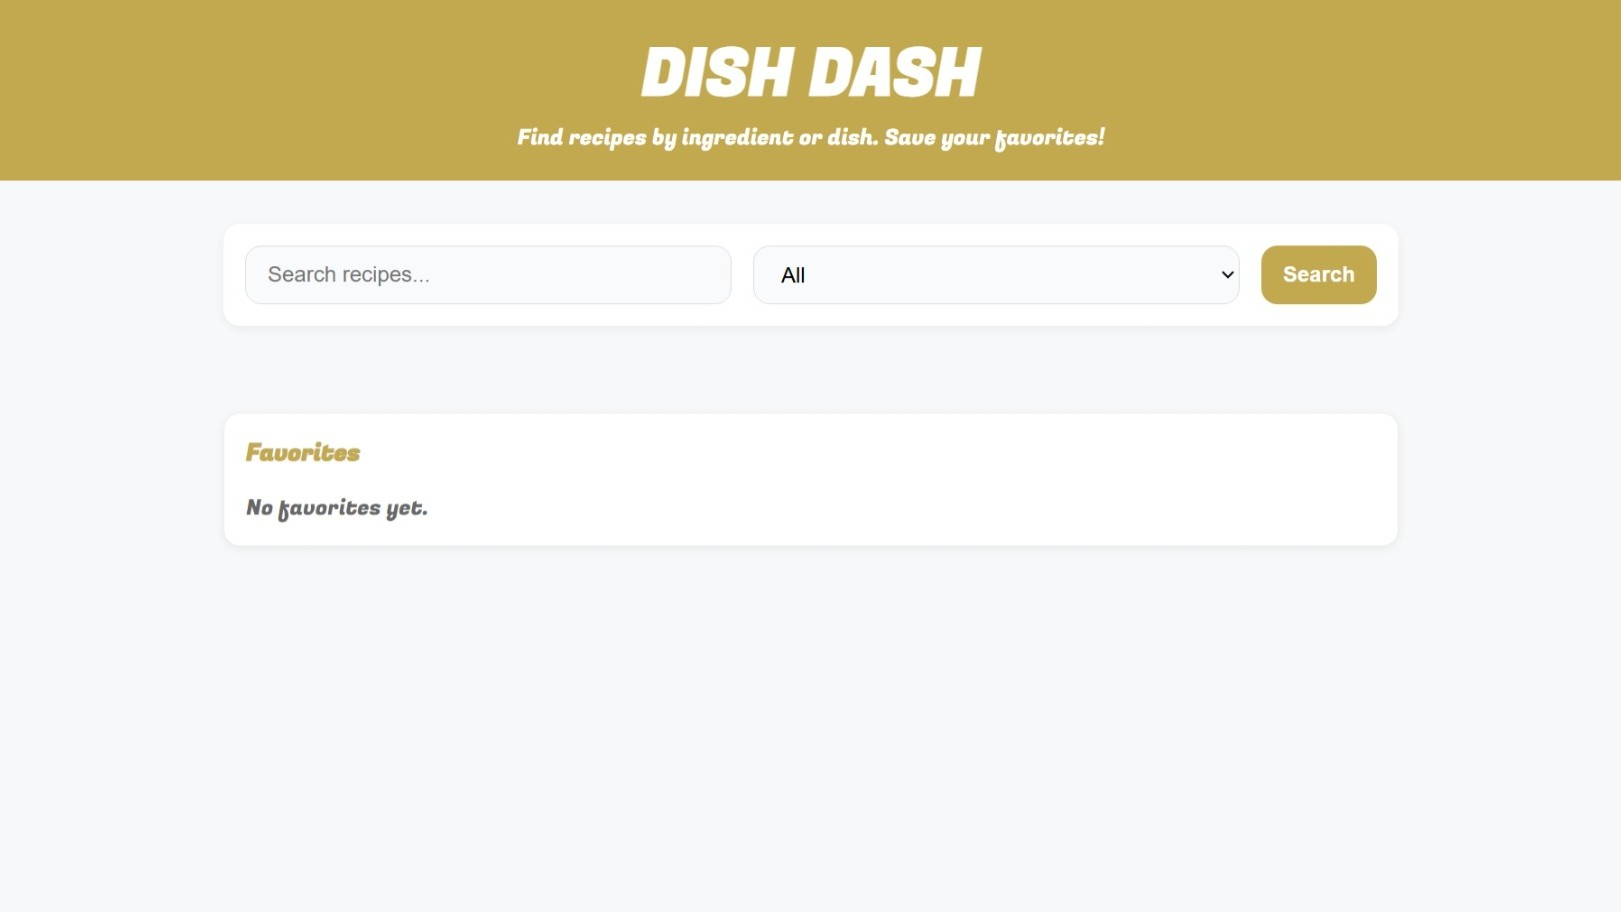 DISH DASH
Find recipes by ingredient or dish. Save your favorites!
Search recipes...
All
Search
Favorites
No favorites yet.